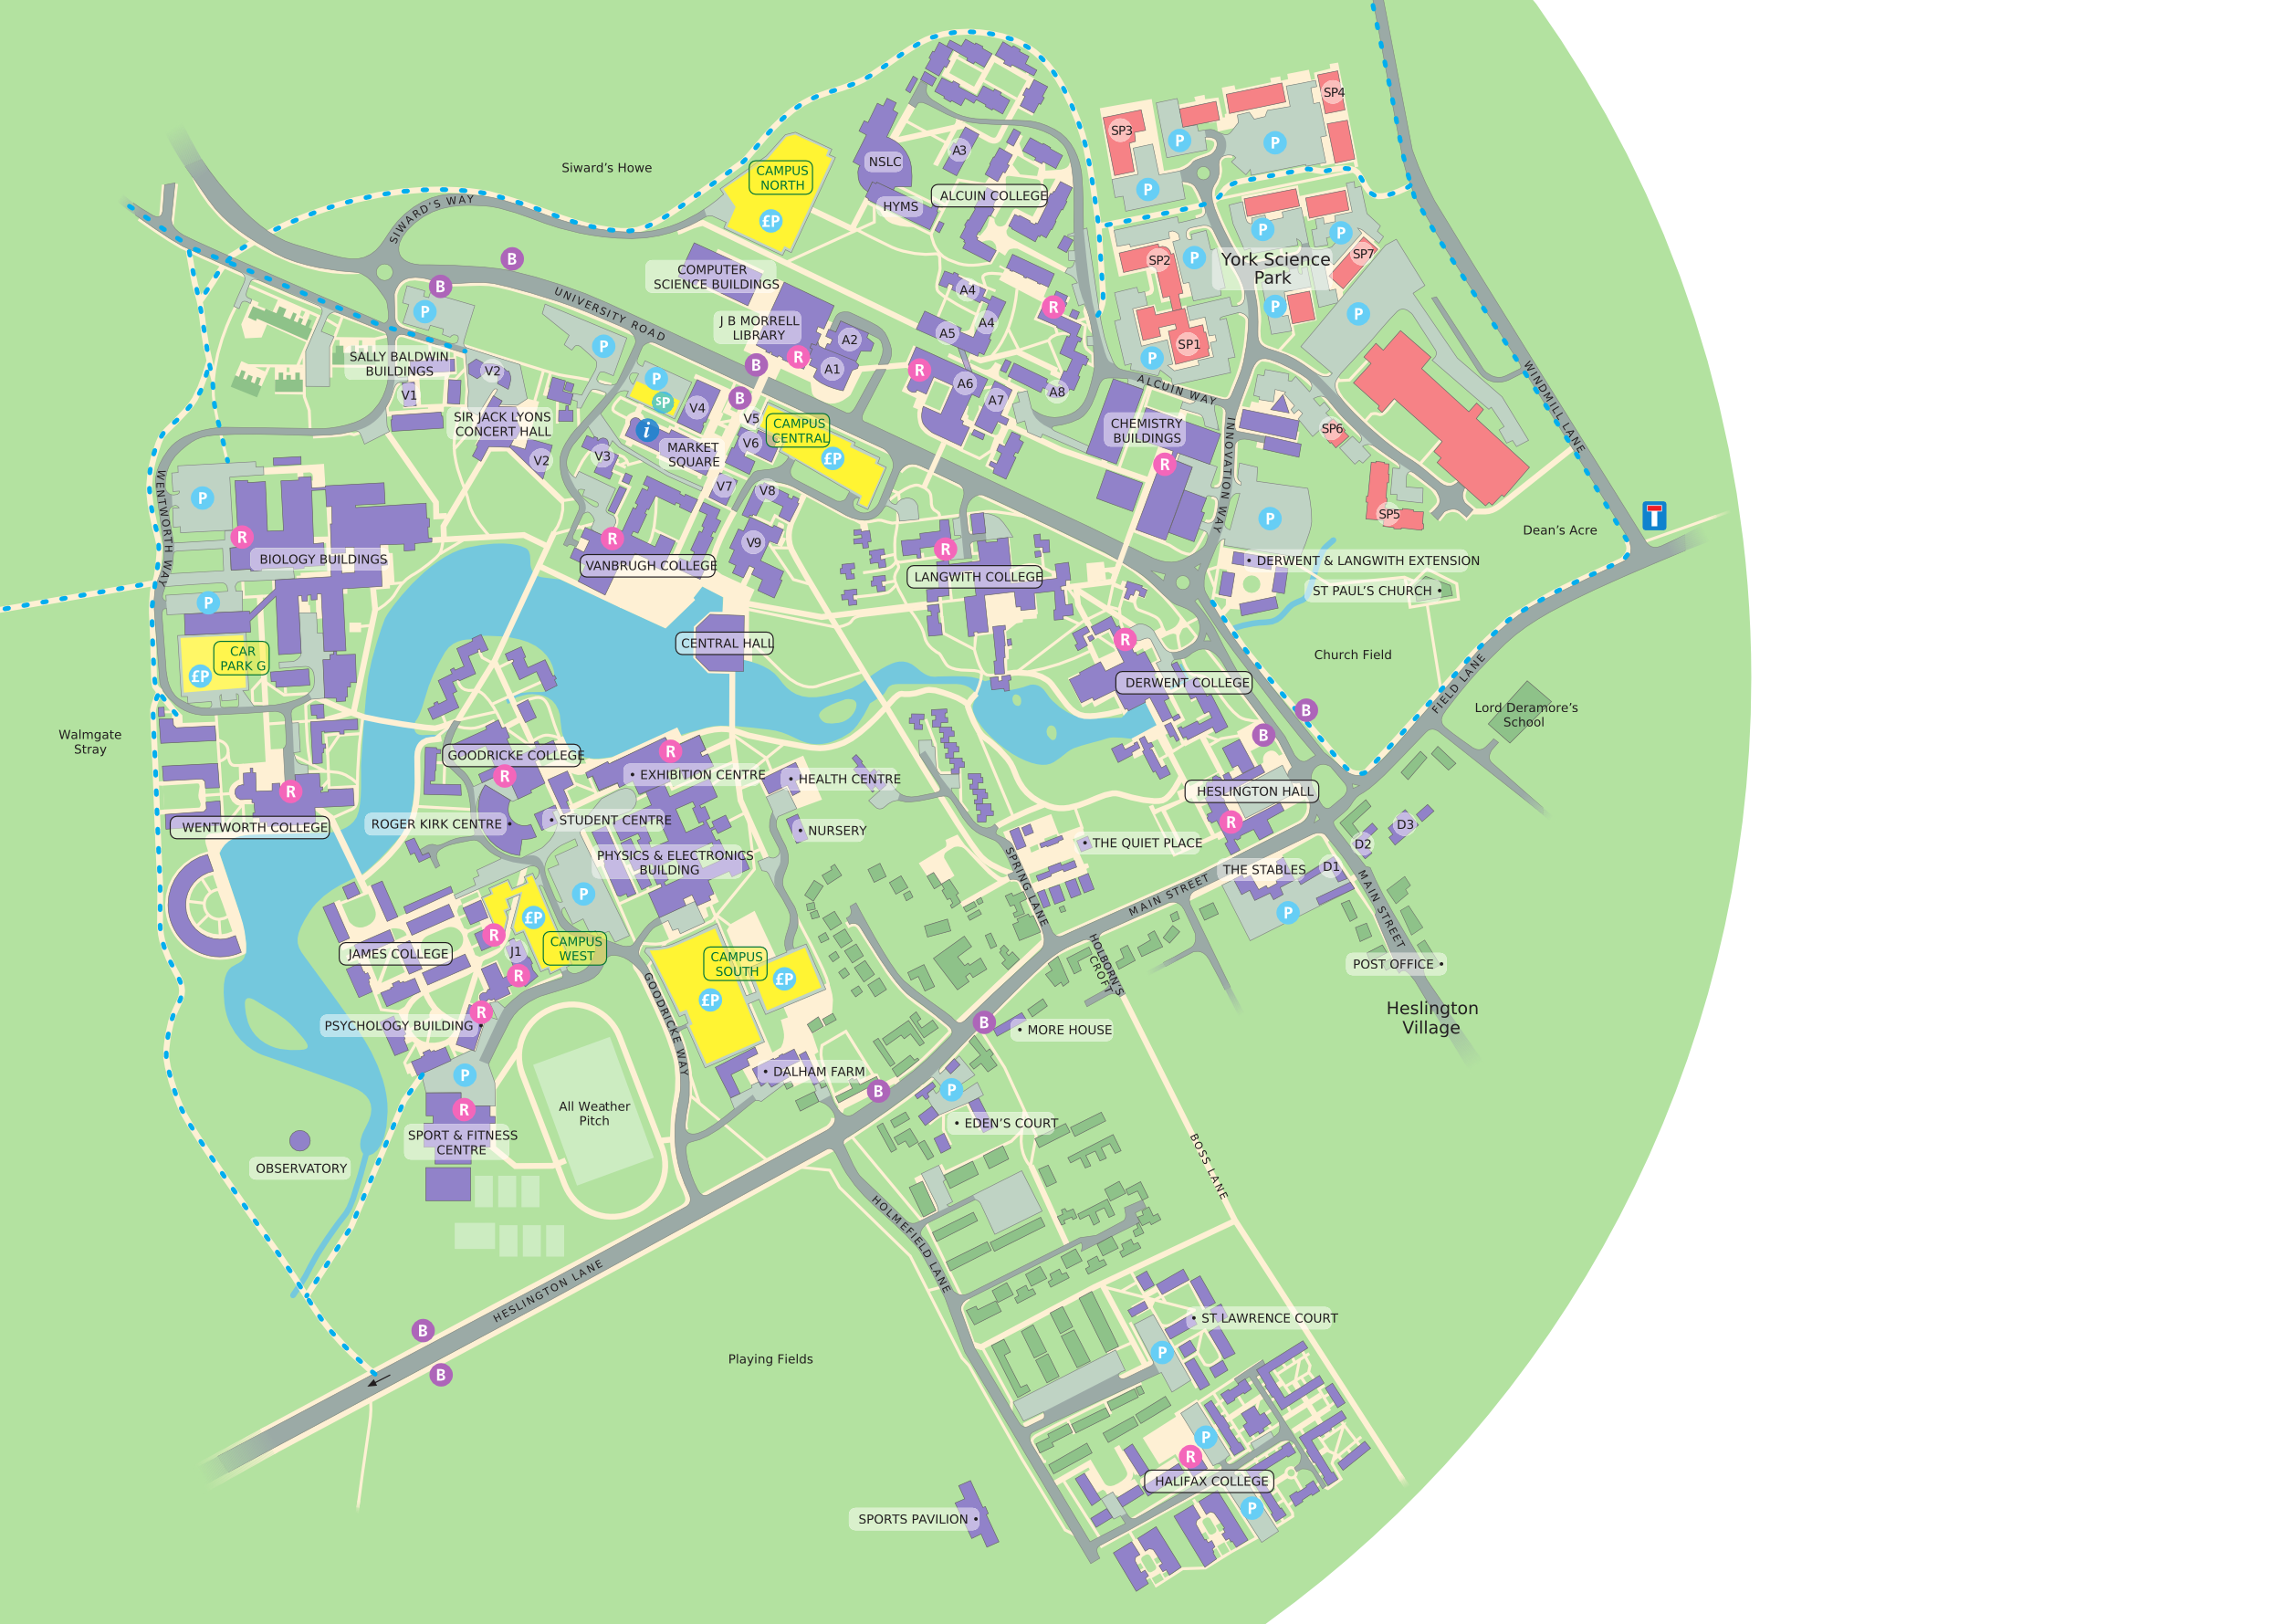 SP4
SP3
P
P
A3
NSLC
Siward's Howe
CAMPUS
NORTH
P
ALCUIN COLLEGE
HYMS
SIWARD'S WAY
£P
P
P
SP7
B
P
SP2
York Science
Park
COMPUTER
SCIENCE BUILDINGS
B
A4
P
P
R
P
UNIVERSITY ROAD
J B MORRELL
LIBRARY
A4
A5
A2
SP1
P
P
R
SALLY BALDWIN
BUILDINGS
B
A1
R
V2
P
A6
WINDMILL LANE
V1
SP
B
V4
A7
A8
ALCUIN WAY
SIR JACK LYONS
CONCERT HALL
V5
CAMPUS
CENTRAL
i
CHEMISTRY
BUILDINGS
SP6
V6
MARKET
SQUARE
V3
V2
£P
R
INNOVATION WAY
V7
V8
P
WENTWORTH WAY
SP5
P
T
Dean's Acre
R
R
V9
R
BIOLOGY BUILDINGS
VANBRUGH COLLEGE
LANGWITH COLLEGE
• DERWENT & LANGWITH EXTENSION
ST PAUL'S CHURCH •
P
CENTRAL HALL
R
CAR
PARK G
£P
Church Field
DERWENT COLLEGE
FIELD LANE
B
Lord Deramore's
School
Walmgate
Stray
B
GOODRICKE COLLEGE
R
R
• EXHIBITION CENTRE
• HEALTH CENTRE
R
HESLINGTON HALL
WENTWORTH COLLEGE
ROGER KIRK CENTRE •
• STUDENT CENTRE
• NURSERY
R
D3
• THE QUIET PLACE
D2
PHYSICS & ELECTRONICS
BUILDING
SPRING LANE
THE STABLES
D1
P
MAIN STREET
MAIN STREET
£P
P
R
JAMES COLLEGE
J1
CAMPUS
WEST
CAMPUS
SOUTH
HOLBORN'S
CROFT
POST OFFICE •
R
£P
£P
GOODRICKE WAY
R
PSYCHOLOGY BUILDING •
B
• MORE HOUSE
Heslington
Village
P
• DALHAM FARM
B
P
R
All Weather
Pitch
• EDEN'S COURT
SPORT & FITNESS
CENTRE
OBSERVATORY
BOSS LANE
HOLMEFIELD LANE
HESLINGTON LANE
B
• ST LAWRENCE COURT
P
Playing Fields
B
P
R
HALIFAX COLLEGE
P
SPORTS PAVILION •